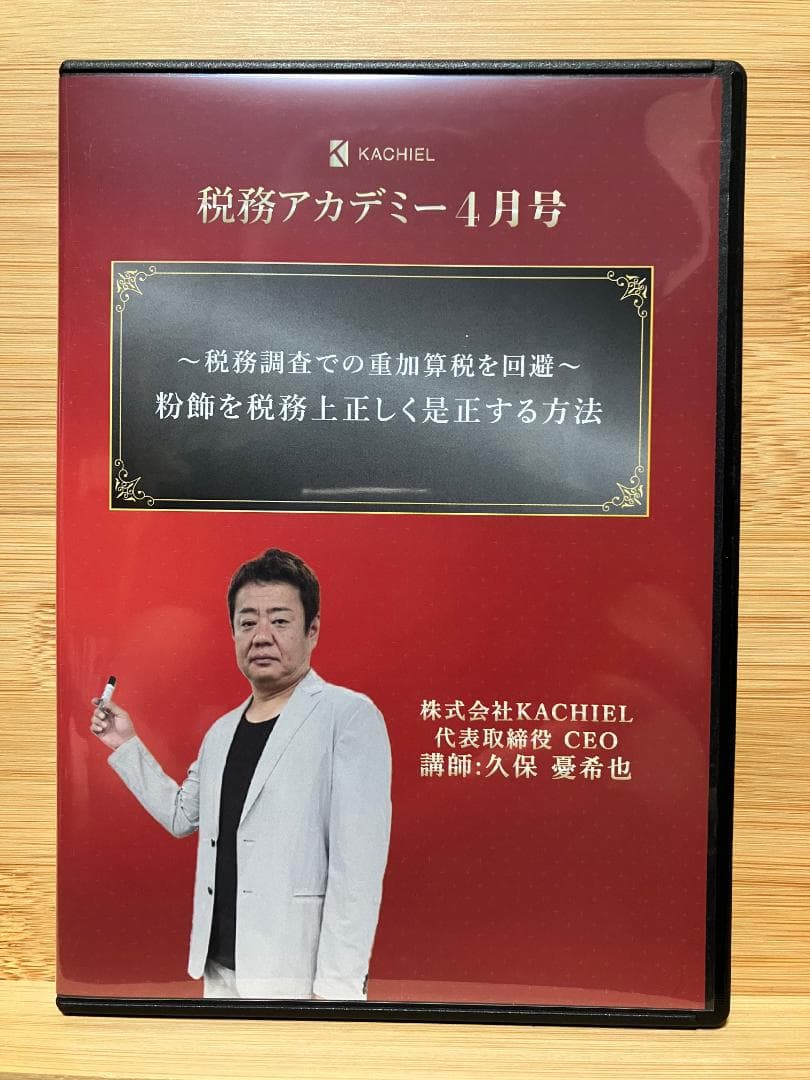 KACHIEL
税務アカデミー4月号
～税務調査での重加算税を回避～
粉飾を税務上正しく是正する方法
株式会社KACHIEL
代表取締役 CEO
講師:久保 憂希也